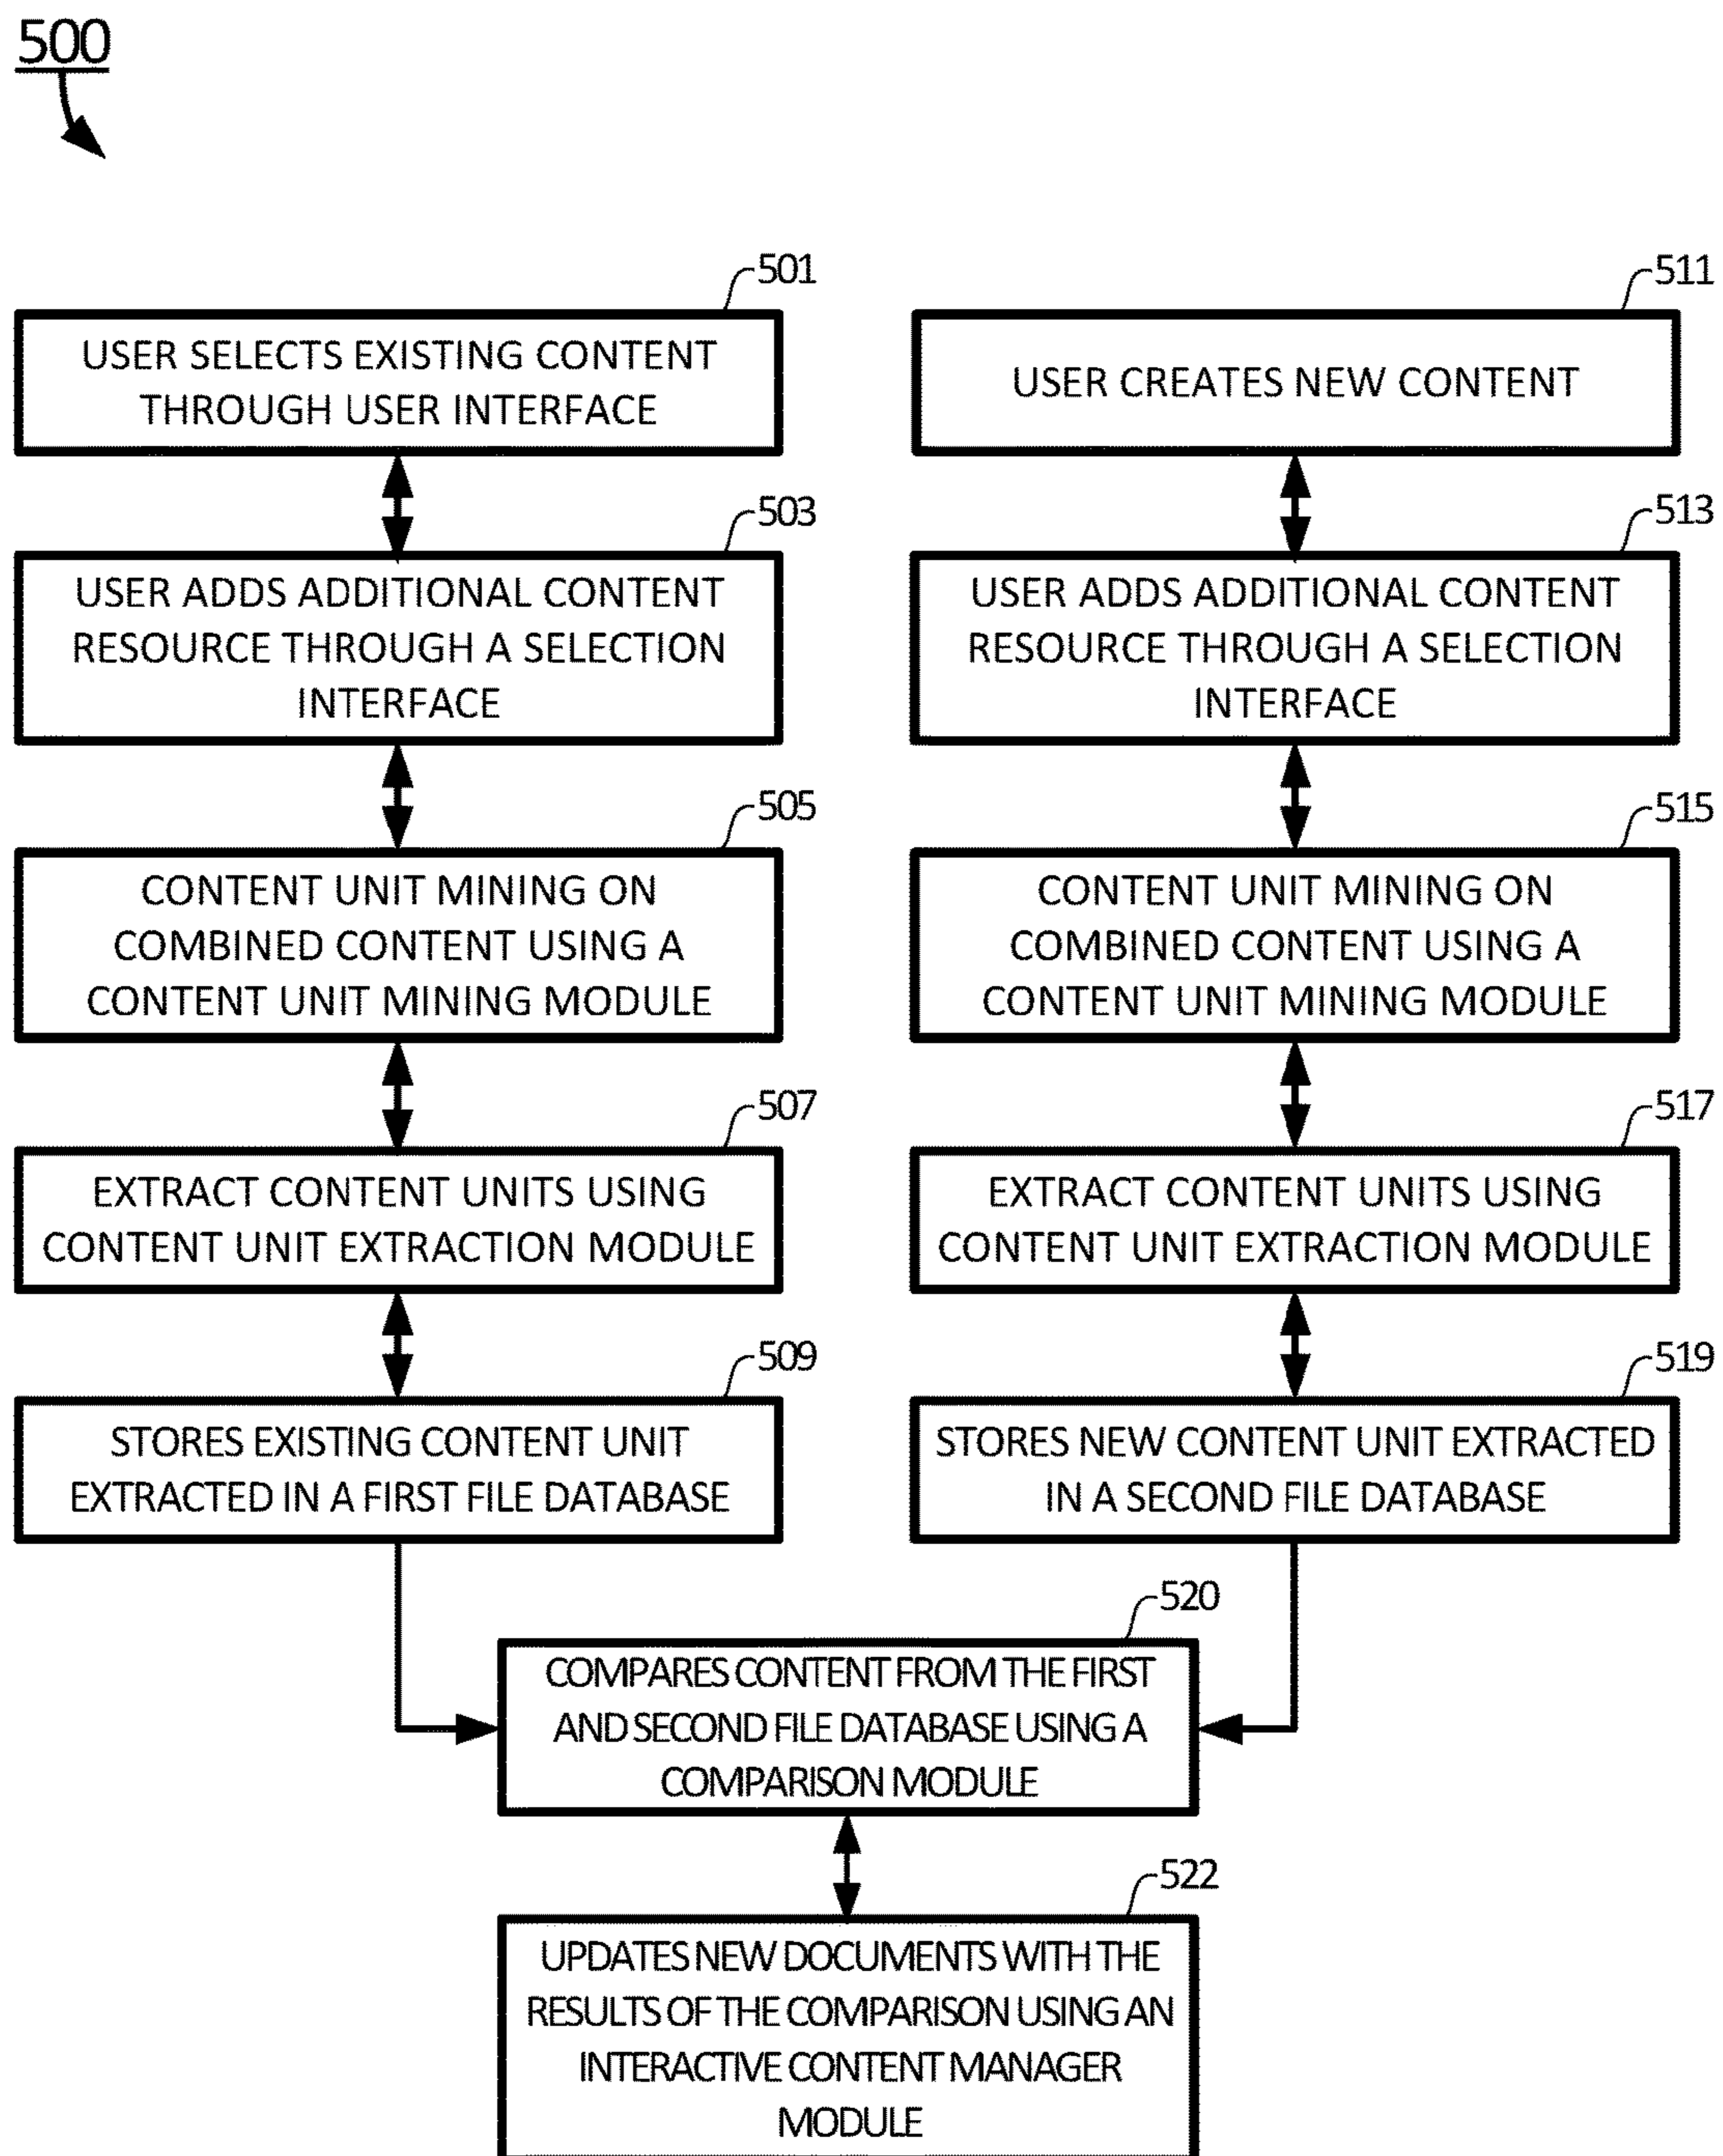 500
501
USER SELECTS EXISTING CONTENT
THROUGH USER INTERFACE
511
USER CREATES NEW CONTENT
503
USER ADDS ADDITIONAL CONTENT
RESOURCE THROUGH A SELECTION
INTERFACE
513
USER ADDS ADDITIONAL CONTENT
RESOURCE THROUGH A SELECTION
INTERFACE
505
CONTENT UNIT MINING ON
COMBINED CONTENT USING A
CONTENT UNIT MINING MODULE
515
CONTENT UNIT MINING ON
COMBINED CONTENT USING A
CONTENT UNIT MINING MODULE
507
EXTRACT CONTENT UNITS USING
CONTENT UNIT EXTRACTION MODULE
517
EXTRACT CONTENT UNITS USING
CONTENT UNIT EXTRACTION MODULE
509
STORES EXISTING CONTENT UNIT
EXTRACTED IN A FIRST FILE DATABASE
519
STORES NEW CONTENT UNIT EXTRACTED
IN A SECOND FILE DATABASE
520
COMPARES CONTENT FROM THE FIRST
AND SECOND FILE DATABASE USING A
COMPARISON MODULE
522
UPDATES NEW DOCUMENTS WITH THE
RESULTS OF THE COMPARISON USING AN
INTERACTIVE CONTENT MANAGER
MODULE